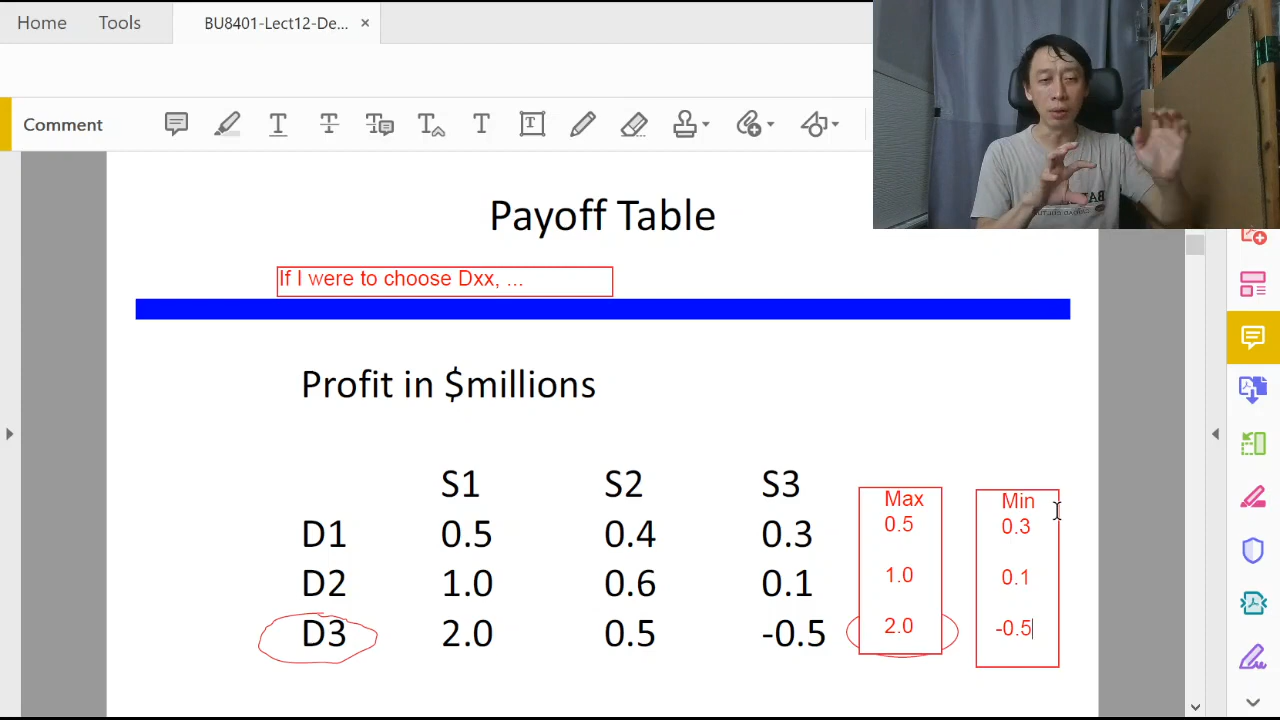 Home Tools BU8401-Lect12-De... ×
Comment
Payoff Table
If I were to choose Dxx, ...
Profit in $millions
S1 S2 S3 Max Min
D1 0.5 0.4 0.3 0.5 0.3
D2 1.0 0.6 0.1 1.0 0.1
D3 2.0 0.5 -0.5 2.0 -0.5